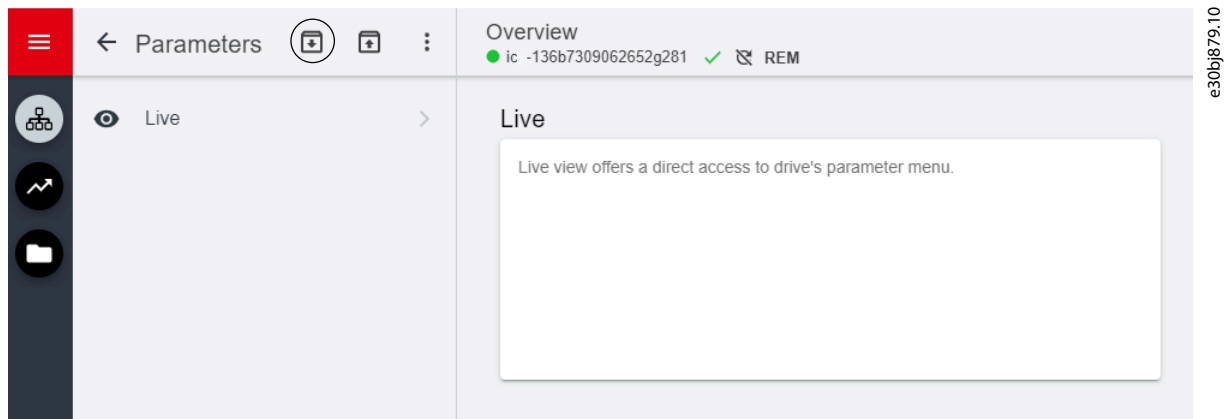 Parameters
Overview
ic -136b7309062652g281 REM
Live
Live
Live view offers a direct access to drive's parameter menu.
e30bj879.10